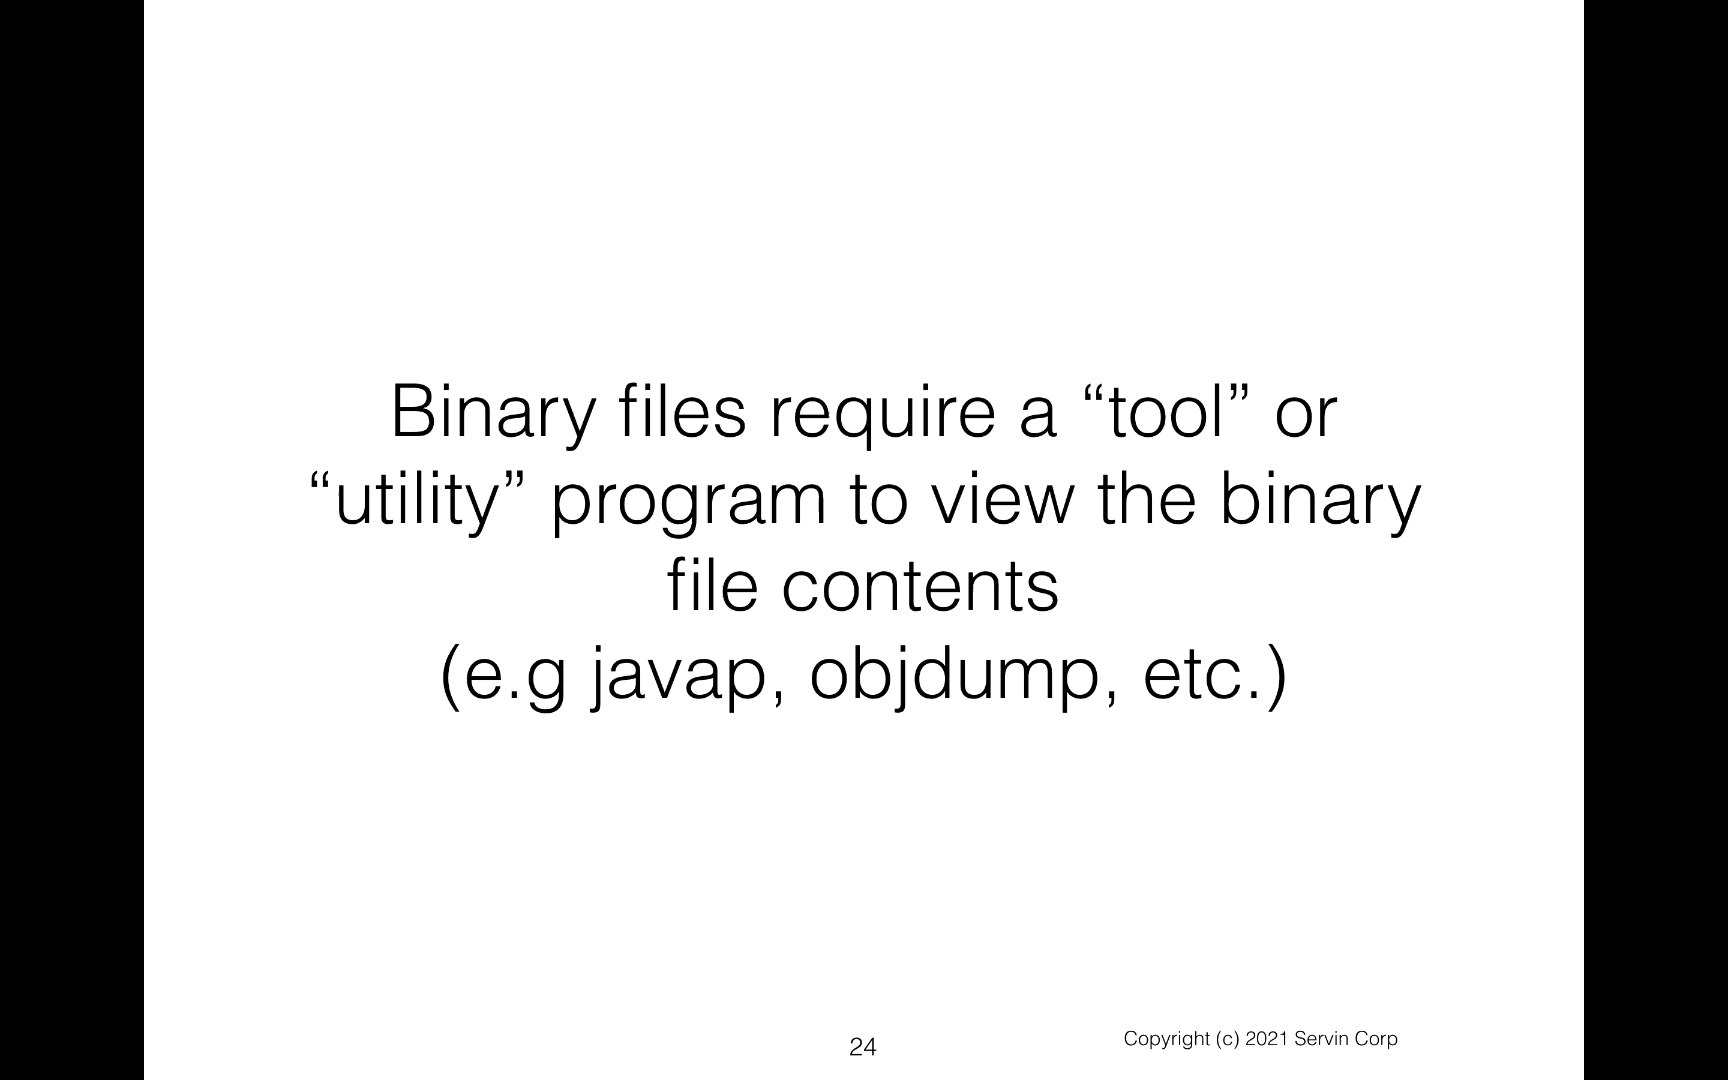 Binary files require a “tool” or
“utility” program to view the binary
file contents
(e.g javap, objdump, etc.)
24
Copyright (c) 2021 Servin Corp